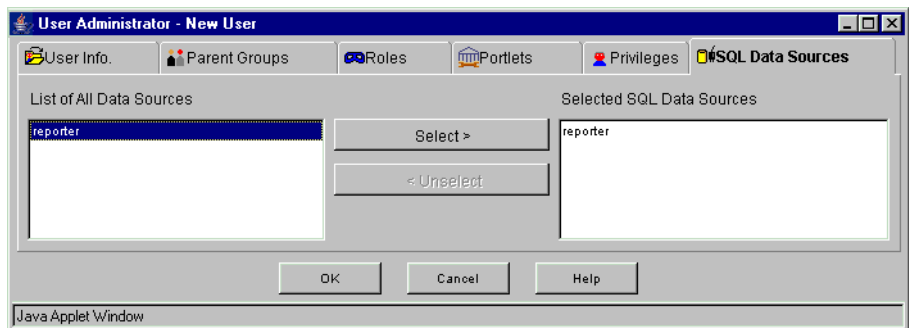 User Administrator - New User
User Info. Parent Groups Roles Portlets Privileges SQL Data Sources
List of All Data Sources Selected SQL Data Sources
reporter Select > reporter
< Unselect
OK Cancel Help
Java Applet Window